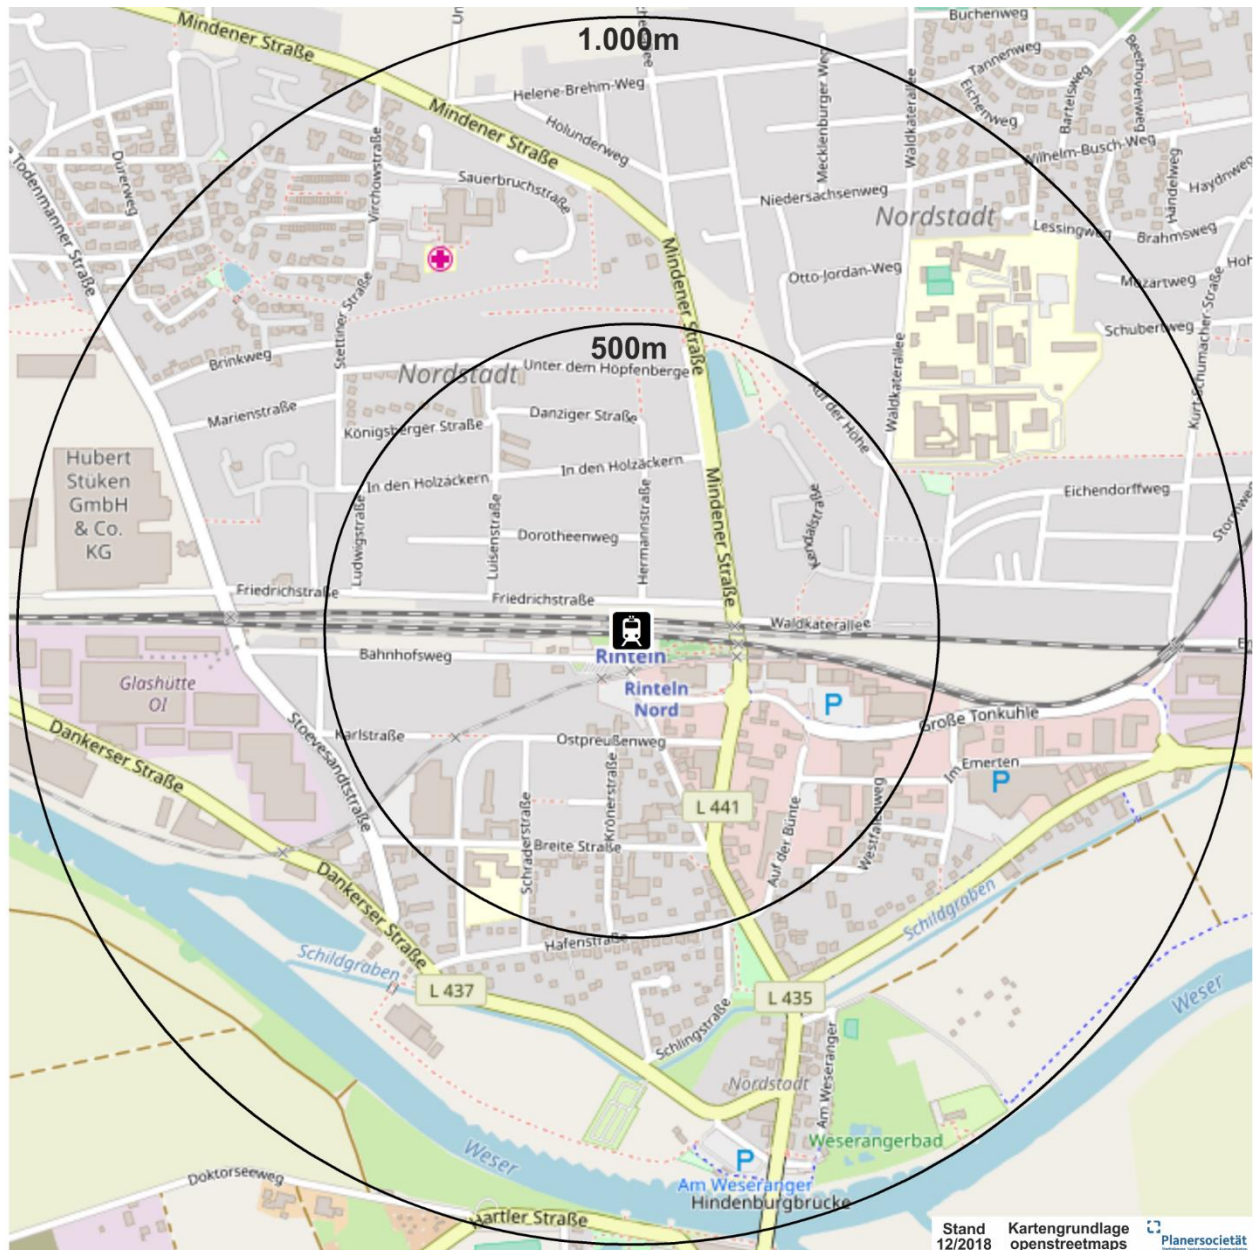 Mindener Straße
1.000m
Buchenweg
Tannenweg
Eichenweg
Bartelsweg
Beethovenweg
Helene-Brehm-Weg
Mindener Straße
Holunderweg
Mecklenburger Weg
Waldkaterallee
Wilhelm-Busch-Weg
Händelweg
Haydnweg
Todenmanner Straße
Dürerweg
Virchowstraße
Sauerbruchstraße
Niedersachsenweg
Nordstadt
Lessingweg
Brahmsweg
Mindener Straße
Otto-Jordan-Weg
Mozartweg
Schubertweg
Kurt-Schumacher-Straße
Stettiner Straße
500m
Brinkweg
Nordstadt
Unter dem Hopfenberge
Waldkaterallee
Auf der Höhe
Marienstraße
Danziger Straße
Königsberger Straße
Hubert
Stüken
GmbH
& Co.
KG
In den Holzäckern
In den Holzäckern
Mindener Straße
Eichendorffweg
Stormweg
Kendalstraße
Ludwigstraße
Luisenstraße
Dorotheenweg
Hermannstraße
Friedrichstraße
Friedrichstraße
Waldkaterallee
Bahnhofsweg
Rinteln
Rinteln
Nord
P
Glashütte
OI
Große Tonkuhle
Dankerser Straße
Stoevesandtstraße
Karlstraße
Ostpreußenweg
Im Emerten
P
L 441
Krönerstraße
Schraderstraße
Breite Straße
Auf der Bünte
Westfalenweg
Dankerser Straße
Hafenstraße
Schildgraben
Schildgraben
L 437
L 435
Weser
Schlingstraße
Nordstadt
Am Weseranger
Weserangerbad
Weser
P
Am Weseranger
Hindenburgbrücke
Doktorseeweg
Hartler Straße
Stand
12/2018
Kartengrundlage
openstreetmaps
Planersocietät